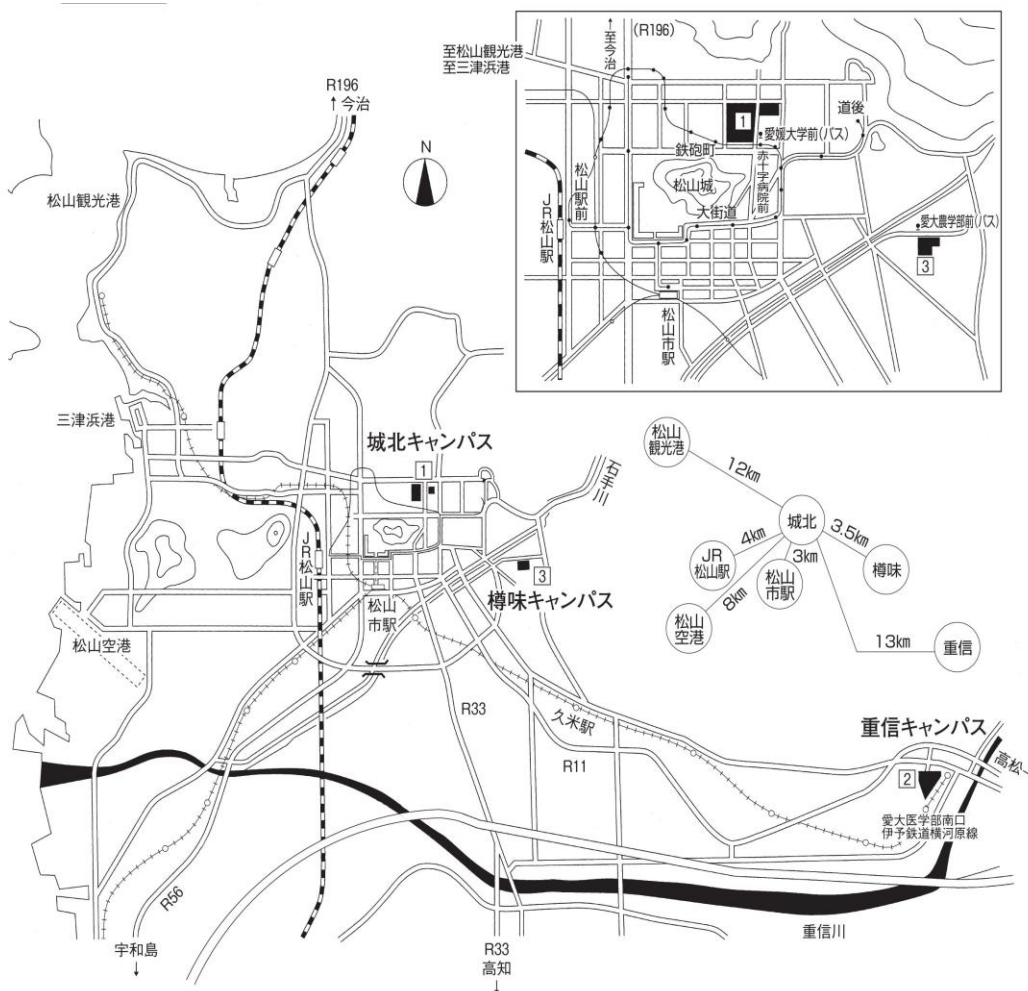 R196
今治
N
松山観光港
三津浜港
城北キャンパス
1
石手川
JR松山駅
3
樽味キャンパス
松山
市駅
松山空港
R33
久米駅
R11
重信キャンパス
高松
2
愛大医学部南口
伊予鉄道横河原線
R56
宇和島
R33
高知
重信川
至松山観光港
至三津浜港
至今治
(R196)
1
道後
愛媛大学前(バス)
鉄砲町
赤十字病院前
松山城
大街道
松山駅前
JR松山駅
愛大農学部前(バス)
3
松山市駅
松山
観光港
12km
城北
4km
3.5km
JR
松山駅
3km
松山
市駅
樽味
8km
松山
空港
13km
重信